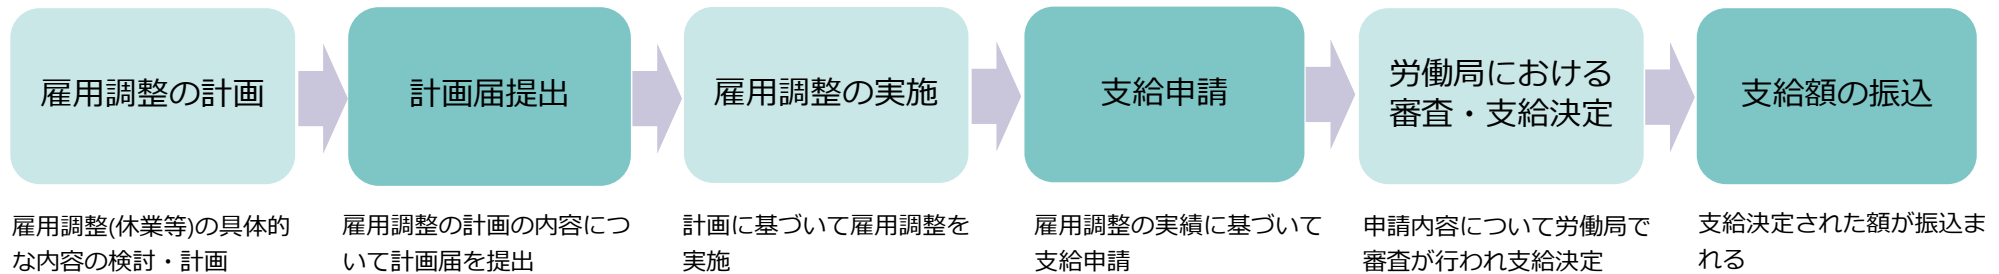 雇用調整の計画
計画届提出
雇用調整の実施
支給申請
労働局における
審査・支給決定
支給額の振込
雇用調整(休業等)の具体的
な内容の検討・計画
雇用調整の計画の内容につ
いて計画届を提出
計画に基づいて雇用調整を
実施
雇用調整の実績に基づいて
支給申請
申請内容について労働局で
審査が行われ支給決定
支給決定された額が振込ま
れる